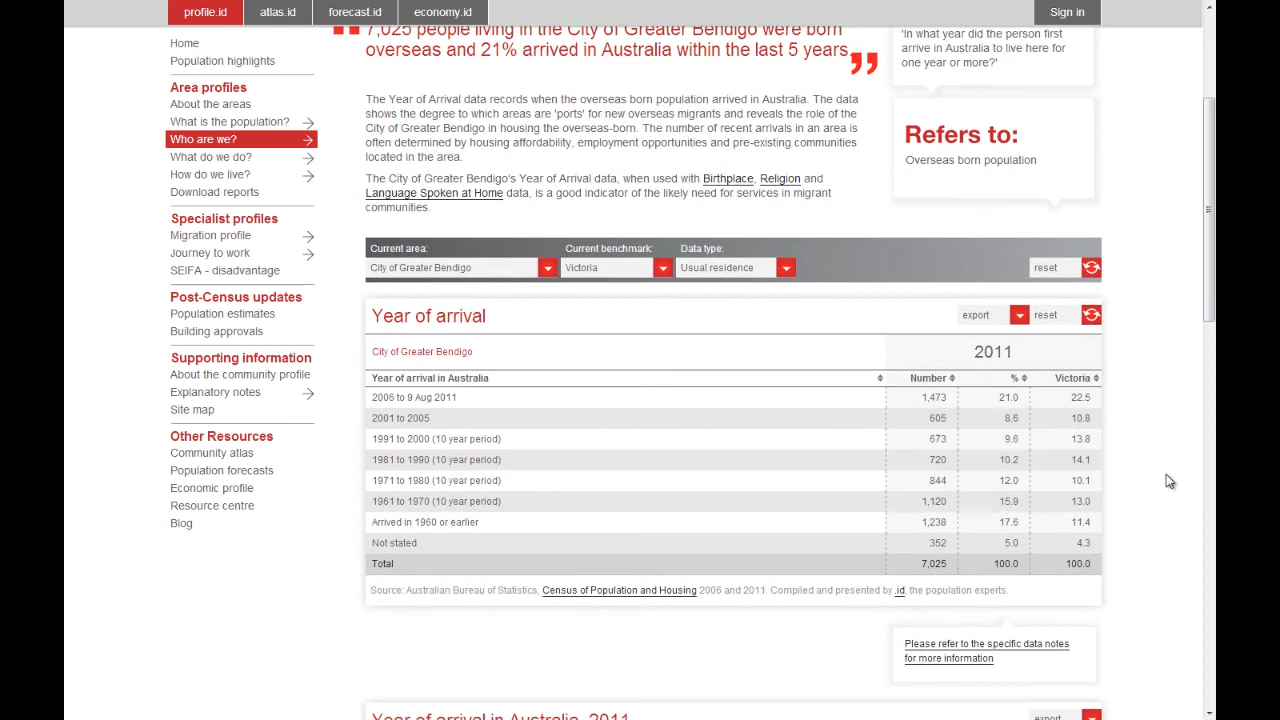 profile.id atlas.id forecast.id economy.id Sign in
Home
Population highlights
Area profiles
About the areas
What is the population?
Who are we?
What do we do?
How do we live?
Download reports
Specialist profiles
Migration profile
Journey to work
SEIFA - disadvantage
Post-Census updates
Population estimates
Building approvals
Supporting information
About the community profile
Explanatory notes
Site map
Other Resources
Community atlas
Population forecasts
Economic profile
Resource centre
Blog
7,025 people living in the City of Greater Bendigo were born
overseas and 21% arrived in Australia within the last 5 years.
The Year of Arrival data records when the overseas born population arrived in Australia. The data
shows the degree to which areas are 'ports' for new overseas migrants and reveals the role of the
City of Greater Bendigo in housing the overseas-born. The number of recent arrivals in an area is
often determined by housing affordability, employment opportunities and pre-existing communities
located in the area.
The City of Greater Bendigo's Year of Arrival data, when used with Birthplace, Religion and
Language Spoken at Home data, is a good indicator of the likely need for services in migrant
communities.
'In what year did the person first
arrive in Australia to live here for
one year or more?'
Refers to:
Overseas born population
Current area: Current benchmark: Data type:
City of Greater Bendigo Victoria Usual residence reset
Year of arrival export reset
City of Greater Bendigo 2011
Year of arrival in Australia Number % Victoria
2006 to 9 Aug 2011 1,473 21.0 22.5
2001 to 2005 605 8.6 10.8
1991 to 2000 (10 year period) 673 9.6 13.8
1981 to 1990 (10 year period) 720 10.2 14.1
1971 to 1980 (10 year period) 844 12.0 10.1
1961 to 1970 (10 year period) 1,120 15.9 13.0
Arrived in 1960 or earlier 1,238 17.6 11.4
Not stated 352 5.0 4.3
Total 7,025 100.0 100.0
Source: Australian Bureau of Statistics, Census of Population and Housing 2006 and 2011. Compiled and presented by .id, the population experts.
Please refer to the specific data notes
for more information
Year of arrival in Australia, 2011 export